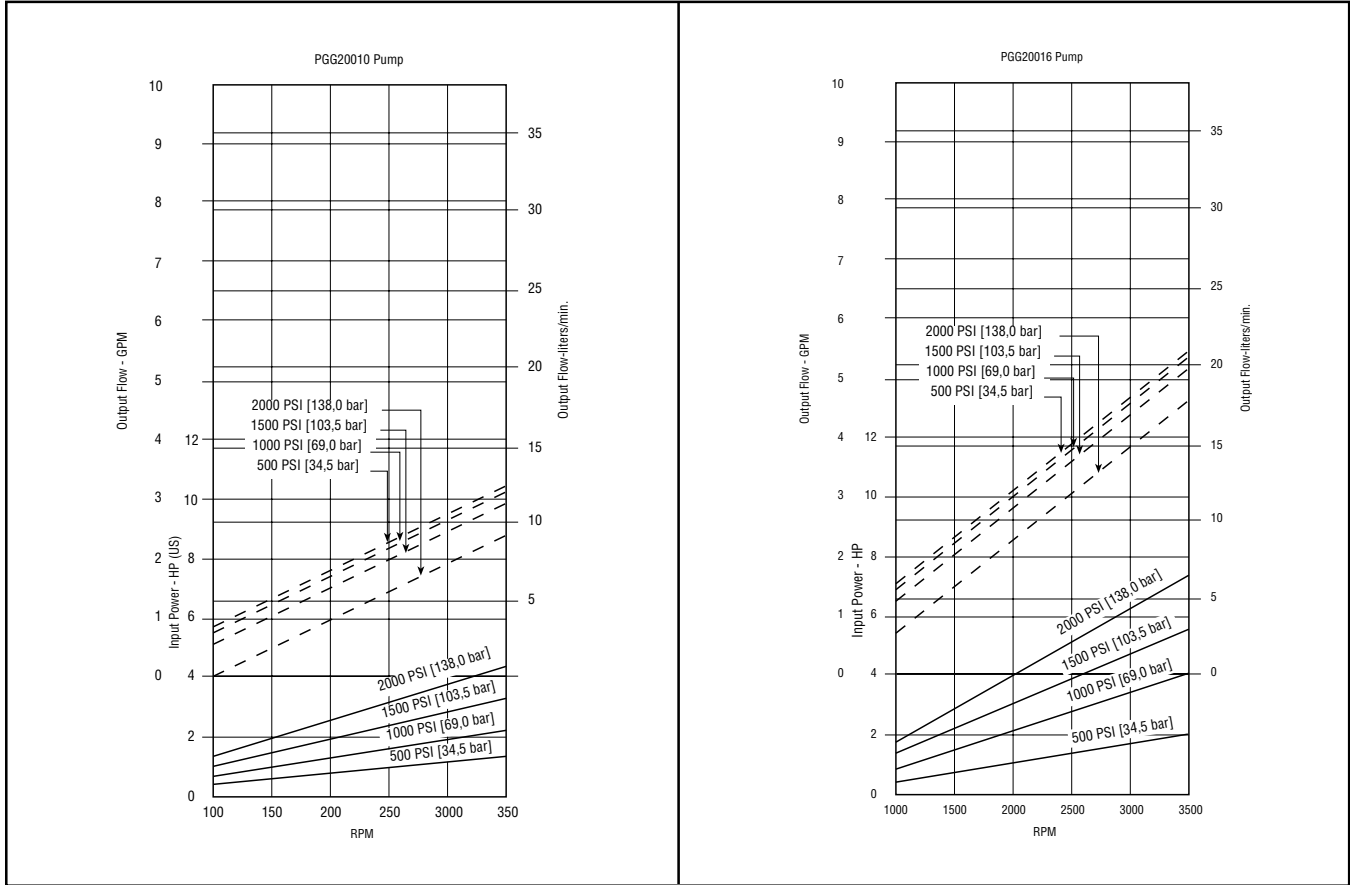 PGG20010 Pump
10
9
8
7
6
5
4
3
2
1
0
12
10
8
6
4
2
0
Output Flow - GPM
Input Power - HP (US)
35
30
25
20
15
10
5
Output Flow-liters/min.
2000 PSI [138,0 bar]
1500 PSI [103,5 bar]
1000 PSI [69,0 bar]
500 PSI [34,5 bar]
2000 PSI [138,0 bar]
1500 PSI [103,5 bar]
1000 PSI [69,0 bar]
500 PSI [34,5 bar]
100 150 200 250 300 350
RPM
PGG20016 Pump
10
9
8
7
6
5
4
3
2
1
0
12
10
8
6
4
2
0
Output Flow - GPM
Input Power - HP
35
30
25
20
15
10
5
0
Output Flow-liters/min.
2000 PSI [138,0 bar]
1500 PSI [103,5 bar]
1000 PSI [69,0 bar]
500 PSI [34,5 bar]
2000 PSI [138,0 bar]
1500 PSI [103,5 bar]
1000 PSI [69,0 bar]
500 PSI [34,5 bar]
1000 1500 2000 2500 3000 3500
RPM